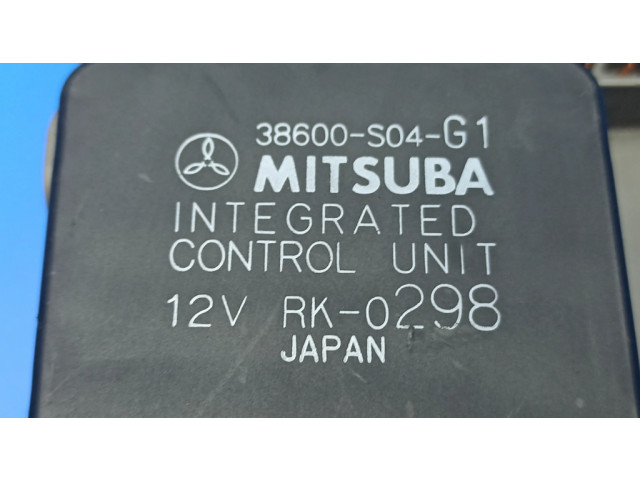 38600-S04-G1
MITSUBA
INTEGRATED
CONTROL UNIT
12V RK-0298
JAPAN